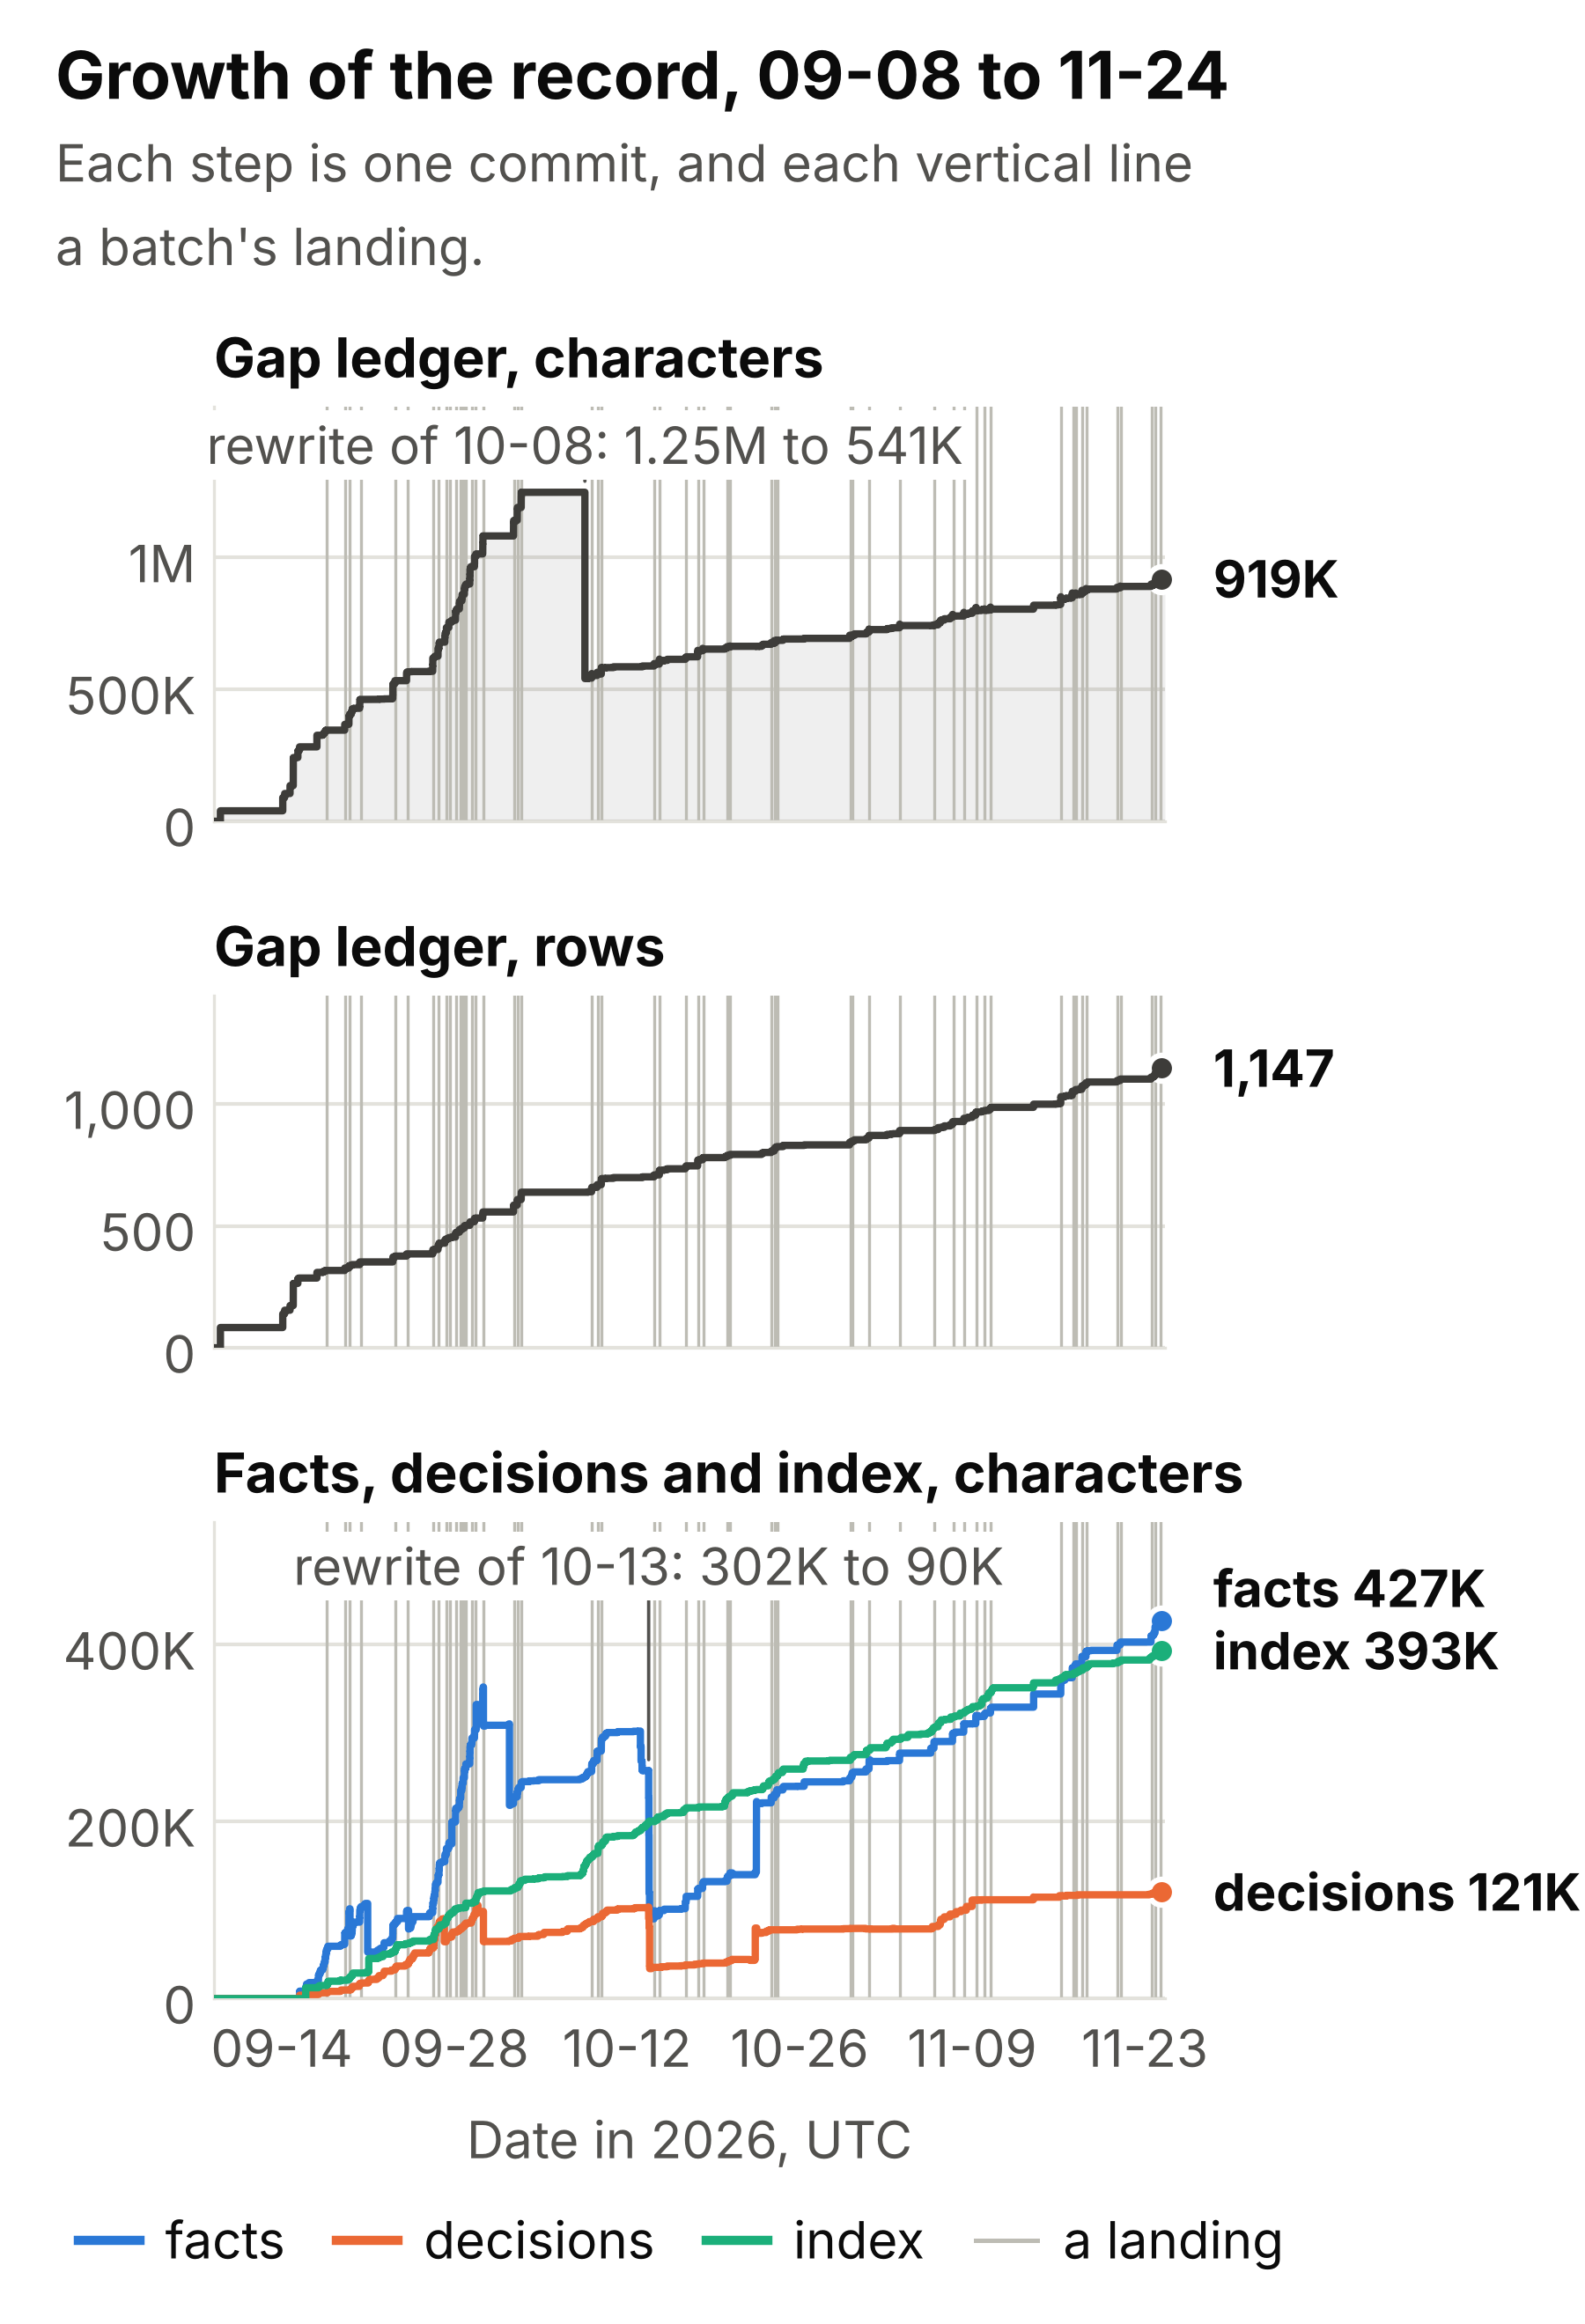 Growth of the record, 09-08 to 11-24
Each step is one commit, and each vertical line
a batch's landing.
Gap ledger, characters
rewrite of 10-08: 1.25M to 541K
1M
919K
500K
0
Gap ledger, rows
1,147
1,000
500
0
Facts, decisions and index, characters
rewrite of 10-13: 302K to 90K
facts 427K
400K
index 393K
200K
decisions 121K
0
09-14 09-28 10-12 10-26 11-09 11-23
Date in 2026, UTC
facts decisions index a landing